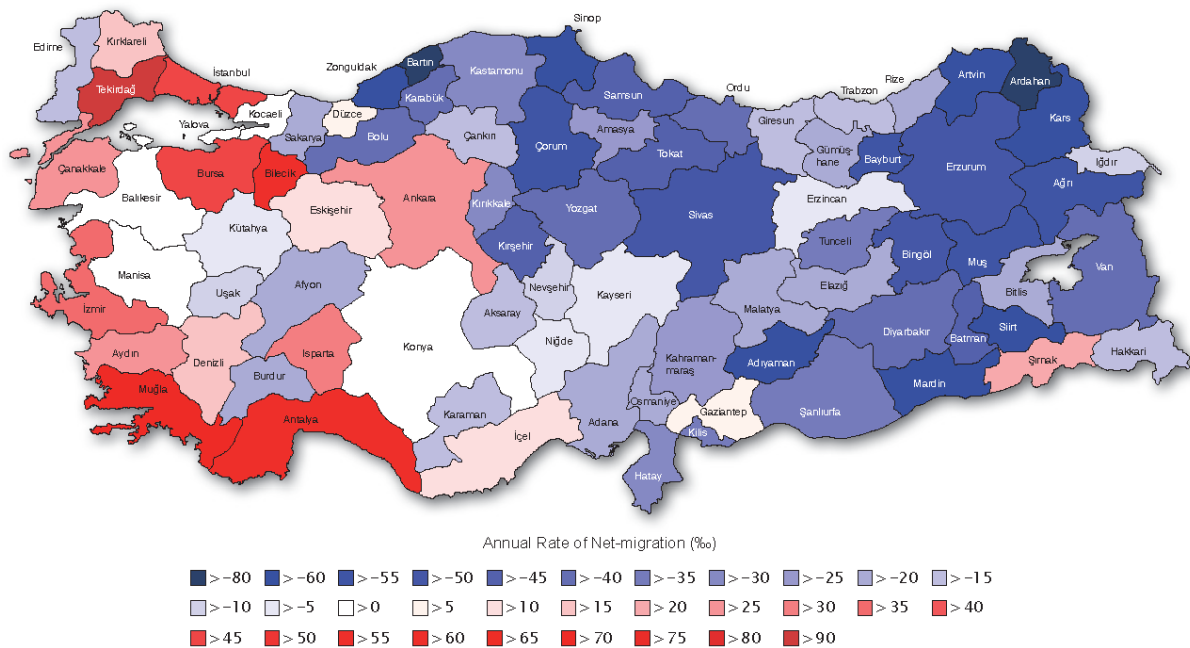 Sinop
Edirne
Kırklareli
Zonguldak
Bartın
Kastamonu
Artvin
Ardahan
İstanbul
Ordu
Rize
Tekirdağ
Karabük
Samsun
Trabzon
Kocaeli
Düzce
Giresun
Kars
Yalova
Sakarya
Bolu
Çankırı
Amasya
Gümüş-
hane
Bayburt
Erzurum
Iğdır
Çanakkale
Bursa
Bilecik
Çorum
Tokat
Ağrı
Balıkesir
Eskişehir
Ankara
Kırıkkale
Yozgat
Sivas
Erzincan
Kütahya
Kırşehir
Tunceli
Bingöl
Muş
Van
Manisa
Uşak
Afyon
Nevşehir
Kayseri
Elazığ
Bitlis
İzmir
Aksaray
Malatya
Diyarbakır
Batman
Siirt
Aydın
Denizli
Isparta
Konya
Niğde
Kahraman-
maraş
Adıyaman
Şırnak
Hakkari
Muğla
Burdur
Mardin
Antalya
Karaman
İçel
Adana
Osmaniye
Gaziantep
Şanlıurfa
Kilis
Hatay
Annual Rate of Net-migration (‰)
>-80 >-60 >-55 >-50 >-45 >-40 >-35 >-30 >-25 >-20 >-15
>-10 >-5 >0 >5 >10 >15 >20 >25 >30 >35 >40
>45 >50 >55 >60 >65 >70 >75 >80 >90